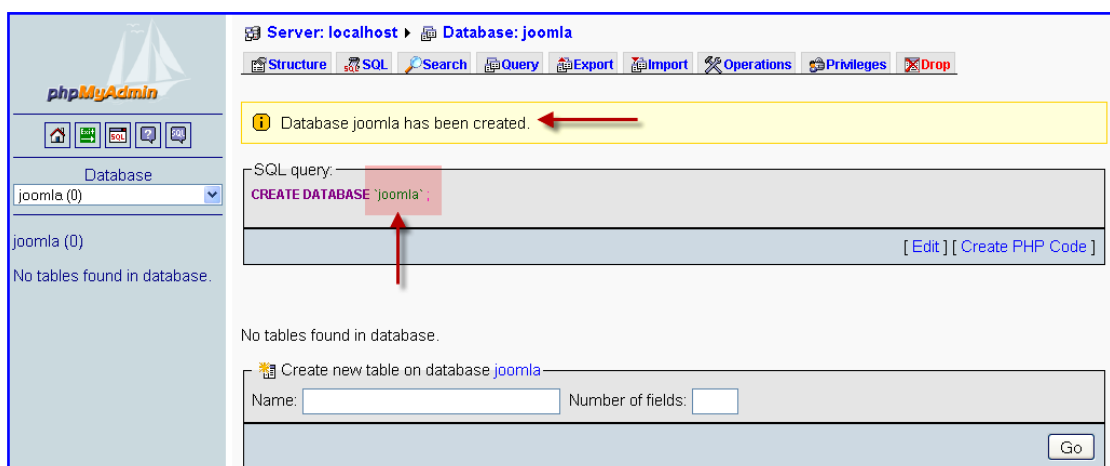 phpMyAdmin
Database
joomla (0)
joomla (0)
No tables found in database.
Server: localhost Database: joomla
Structure SQL Search Query Export Import Operations Privileges Drop
Database joomla has been created.
SQL query:
CREATE DATABASE `joomla` ;
[ Edit ] [ Create PHP Code ]
No tables found in database.
Create new table on database joomla
Name: Number of fields:
Go